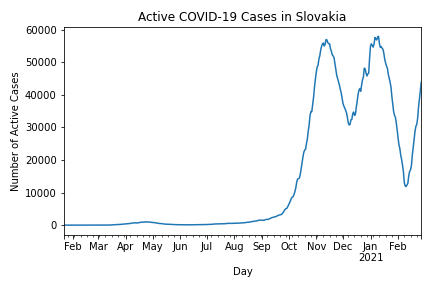 Active COVID-19 Cases in Slovakia
60000
50000
40000
30000
20000
10000
0
Number of Active Cases
Feb Mar Apr May Jun Jul Aug Sep Oct Nov Dec Jan Feb
2021
Day